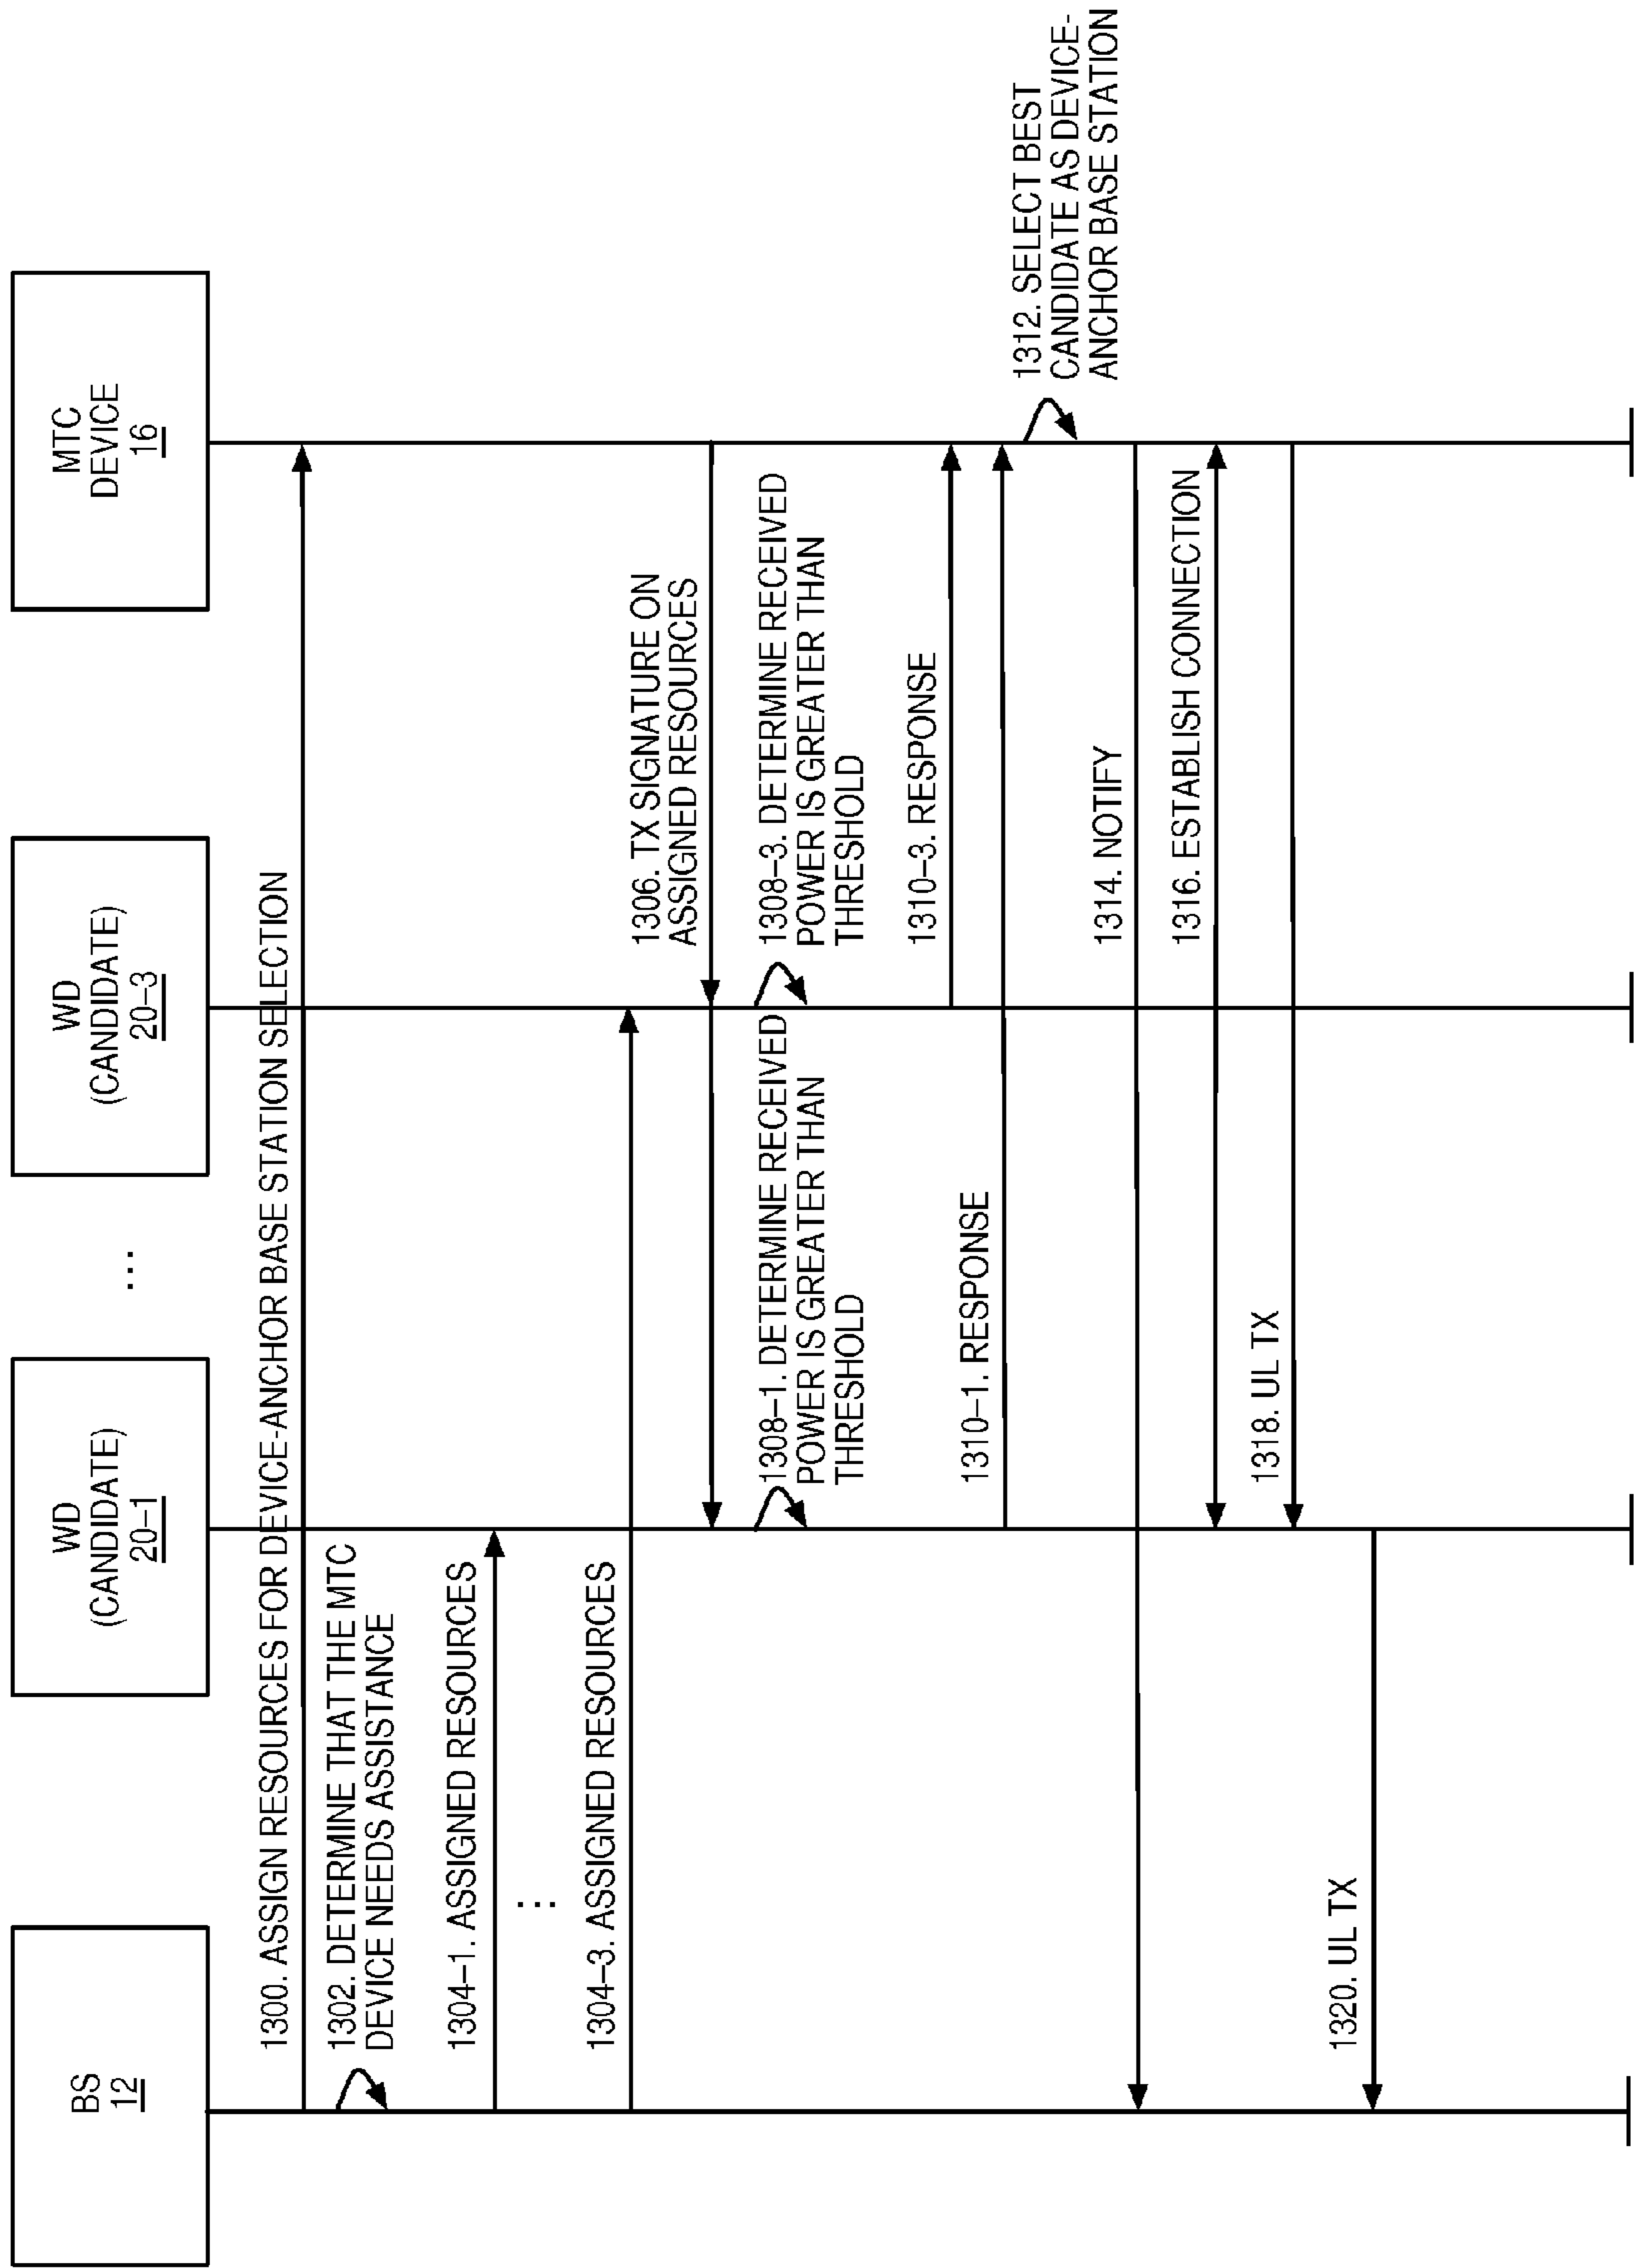 BS
12
WD
(CANDIDATE)
20–1
...
WD
(CANDIDATE)
20–3
MTC
DEVICE
16
1300. ASSIGN RESOURCES FOR DEVICE-ANCHOR BASE STATION SELECTION
1302. DETERMINE THAT THE MTC
DEVICE NEEDS ASSISTANCE
1304–1. ASSIGNED RESOURCES
...
1304–3. ASSIGNED RESOURCES
1306. TX SIGNATURE ON
ASSIGNED RESOURCES
1308–1. DETERMINE RECEIVED
POWER IS GREATER THAN
THRESHOLD
1308–3. DETERMINE RECEIVED
POWER IS GREATER THAN
THRESHOLD
1310–3. RESPONSE
1310–1. RESPONSE
1312. SELECT BEST
CANDIDATE AS DEVICE-
ANCHOR BASE STATION
1314. NOTIFY
1316. ESTABLISH CONNECTION
1318. UL TX
1320. UL TX